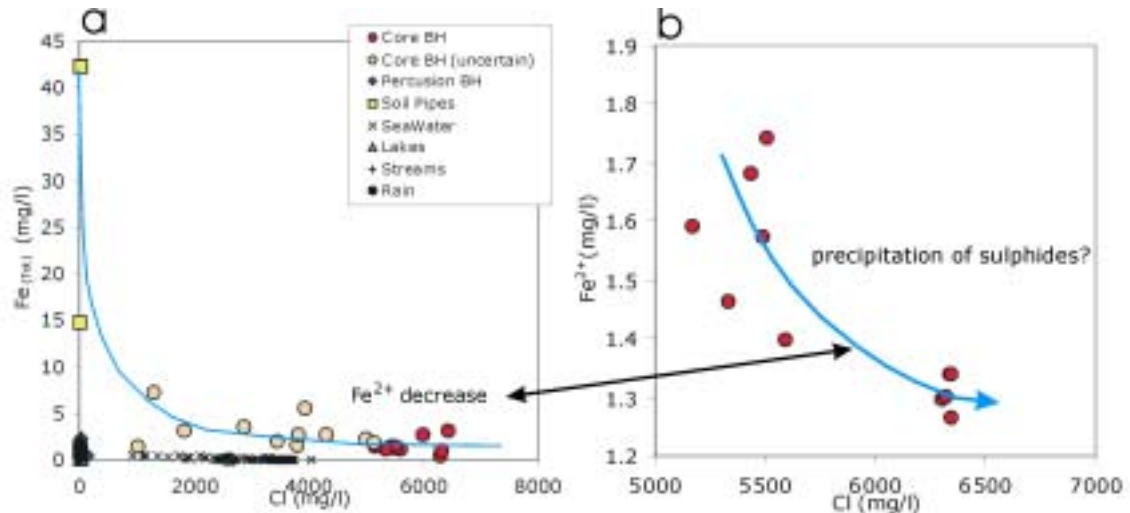 a
45
40
35
30
25
20
15
10
5
0
Fe (Tot) (mg/l)
0 2000 4000 6000 8000
Cl (mg/l)
Core BH
Core BH (uncertain)
Percusion BH
Soil Pipes
SeaWater
Lakes
Streams
Rain
Fe2+ decrease
b
1.9
1.8
1.7
1.6
1.5
1.4
1.3
1.2
Fe2+ (mg/l)
precipitation of sulphides?
5000 5500 6000 6500 7000
Cl (mg/l)